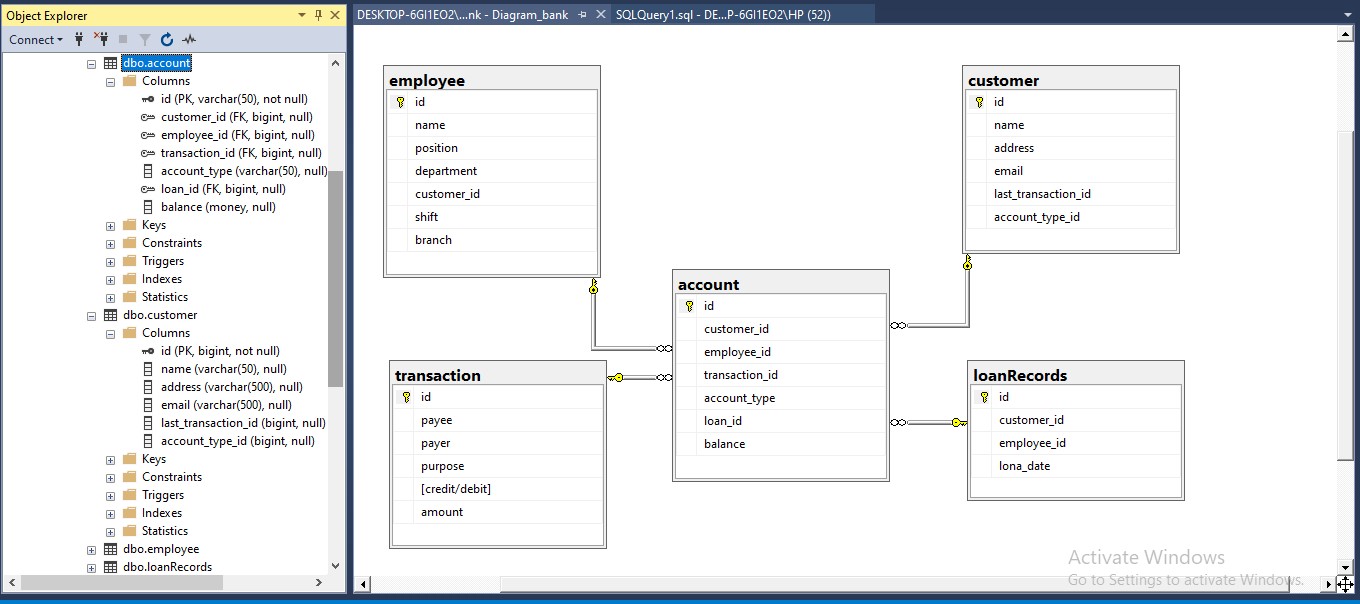 Object Explorer
Connect
dbo.account
Columns
id (PK, varchar(50), not null)
customer_id (FK, bigint, null)
employee_id (FK, bigint, null)
transaction_id (FK, bigint, null)
account_type (varchar(50), null)
loan_id (FK, bigint, null)
balance (money, null)
Keys
Constraints
Triggers
Indexes
Statistics
dbo.customer
Columns
id (PK, bigint, not null)
name (varchar(50), null)
address (varchar(500), null)
email (varchar(500), null)
last_transaction_id (bigint, null)
account_type_id (bigint, null)
Keys
Constraints
Triggers
Indexes
Statistics
dbo.employee
dbo.loanRecords
DESKTOP-6GI1EO2\...nk - Diagram_bank
SQLQuery1.sql - DE...P-6GI1EO2\HP (52))
employee
id
name
position
department
customer_id
shift
branch
customer
id
name
address
email
last_transaction_id
account_type_id
account
id
customer_id
employee_id
transaction_id
account_type
loan_id
balance
transaction
id
payee
payer
purpose
[credit/debit]
amount
loanRecords
id
customer_id
employee_id
lona_date
Activate Windows
Go to Settings to activate Windows.